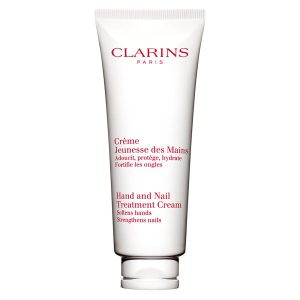 CLARINS
PARIS
Crème
Jeunesse des Mains
Adoucit, protège, hydrate
Fortifie les ongles
Hand and Nail
Treatment Cream
Softens hands
Strengthens nails